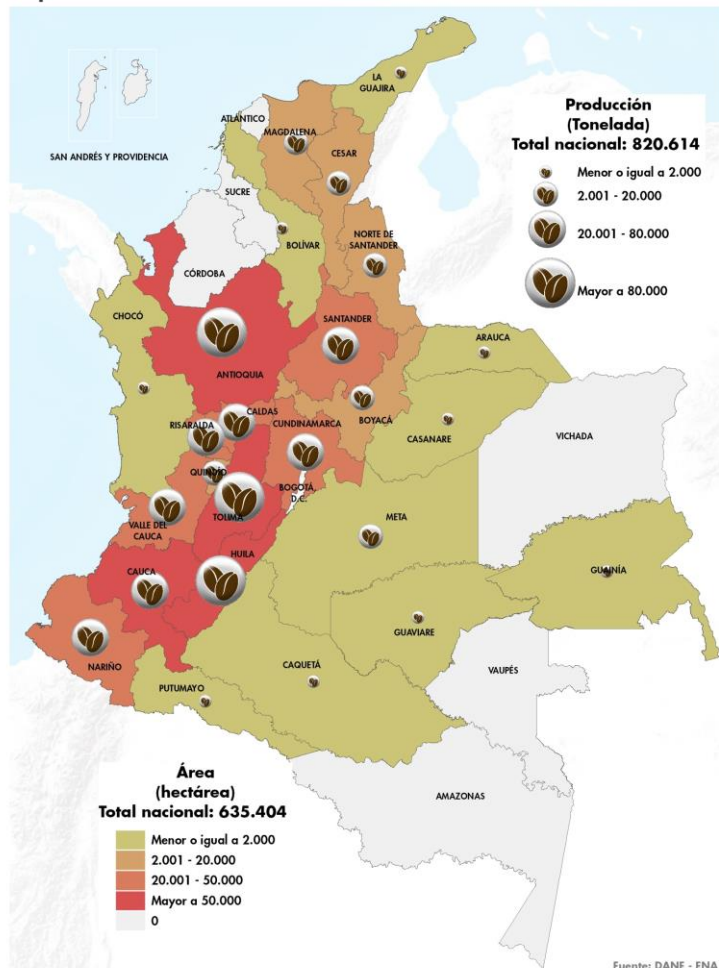 LA
GUAJIRA
ATLÁNTICO
MAGDALENA
CESAR
SAN ANDRÉS Y PROVIDENCIA
SUCRE
BOLÍVAR
NORTE DE
SANTANDER
CÓRDOBA
Producción
(Tonelada)
Total nacional: 820.614
Menor o igual a 2.000
2.001 - 20.000
20.001 - 80.000
Mayor a 80.000
CHOCÓ
SANTANDER
ARAUCA
ANTIOQUIA
CALDAS
RISARALDA
CUNDINAMARCA
BOYACÁ
CASANARE
VICHADA
QUINDÍO
BOGOTÁ,
D.C.
TOLIMA
VALLE DEL
CAUCA
META
HUILA
CAUCA
GUAINÍA
GUAVIARE
NARIÑO
CAQUETÁ
VAUPÉS
PUTUMAYO
AMAZONAS
Área
(hectárea)
Total nacional: 635.404
Menor o igual a 2.000
2.001 - 20.000
20.001 - 50.000
Mayor a 50.000
0
Fuente: DANE - ENA